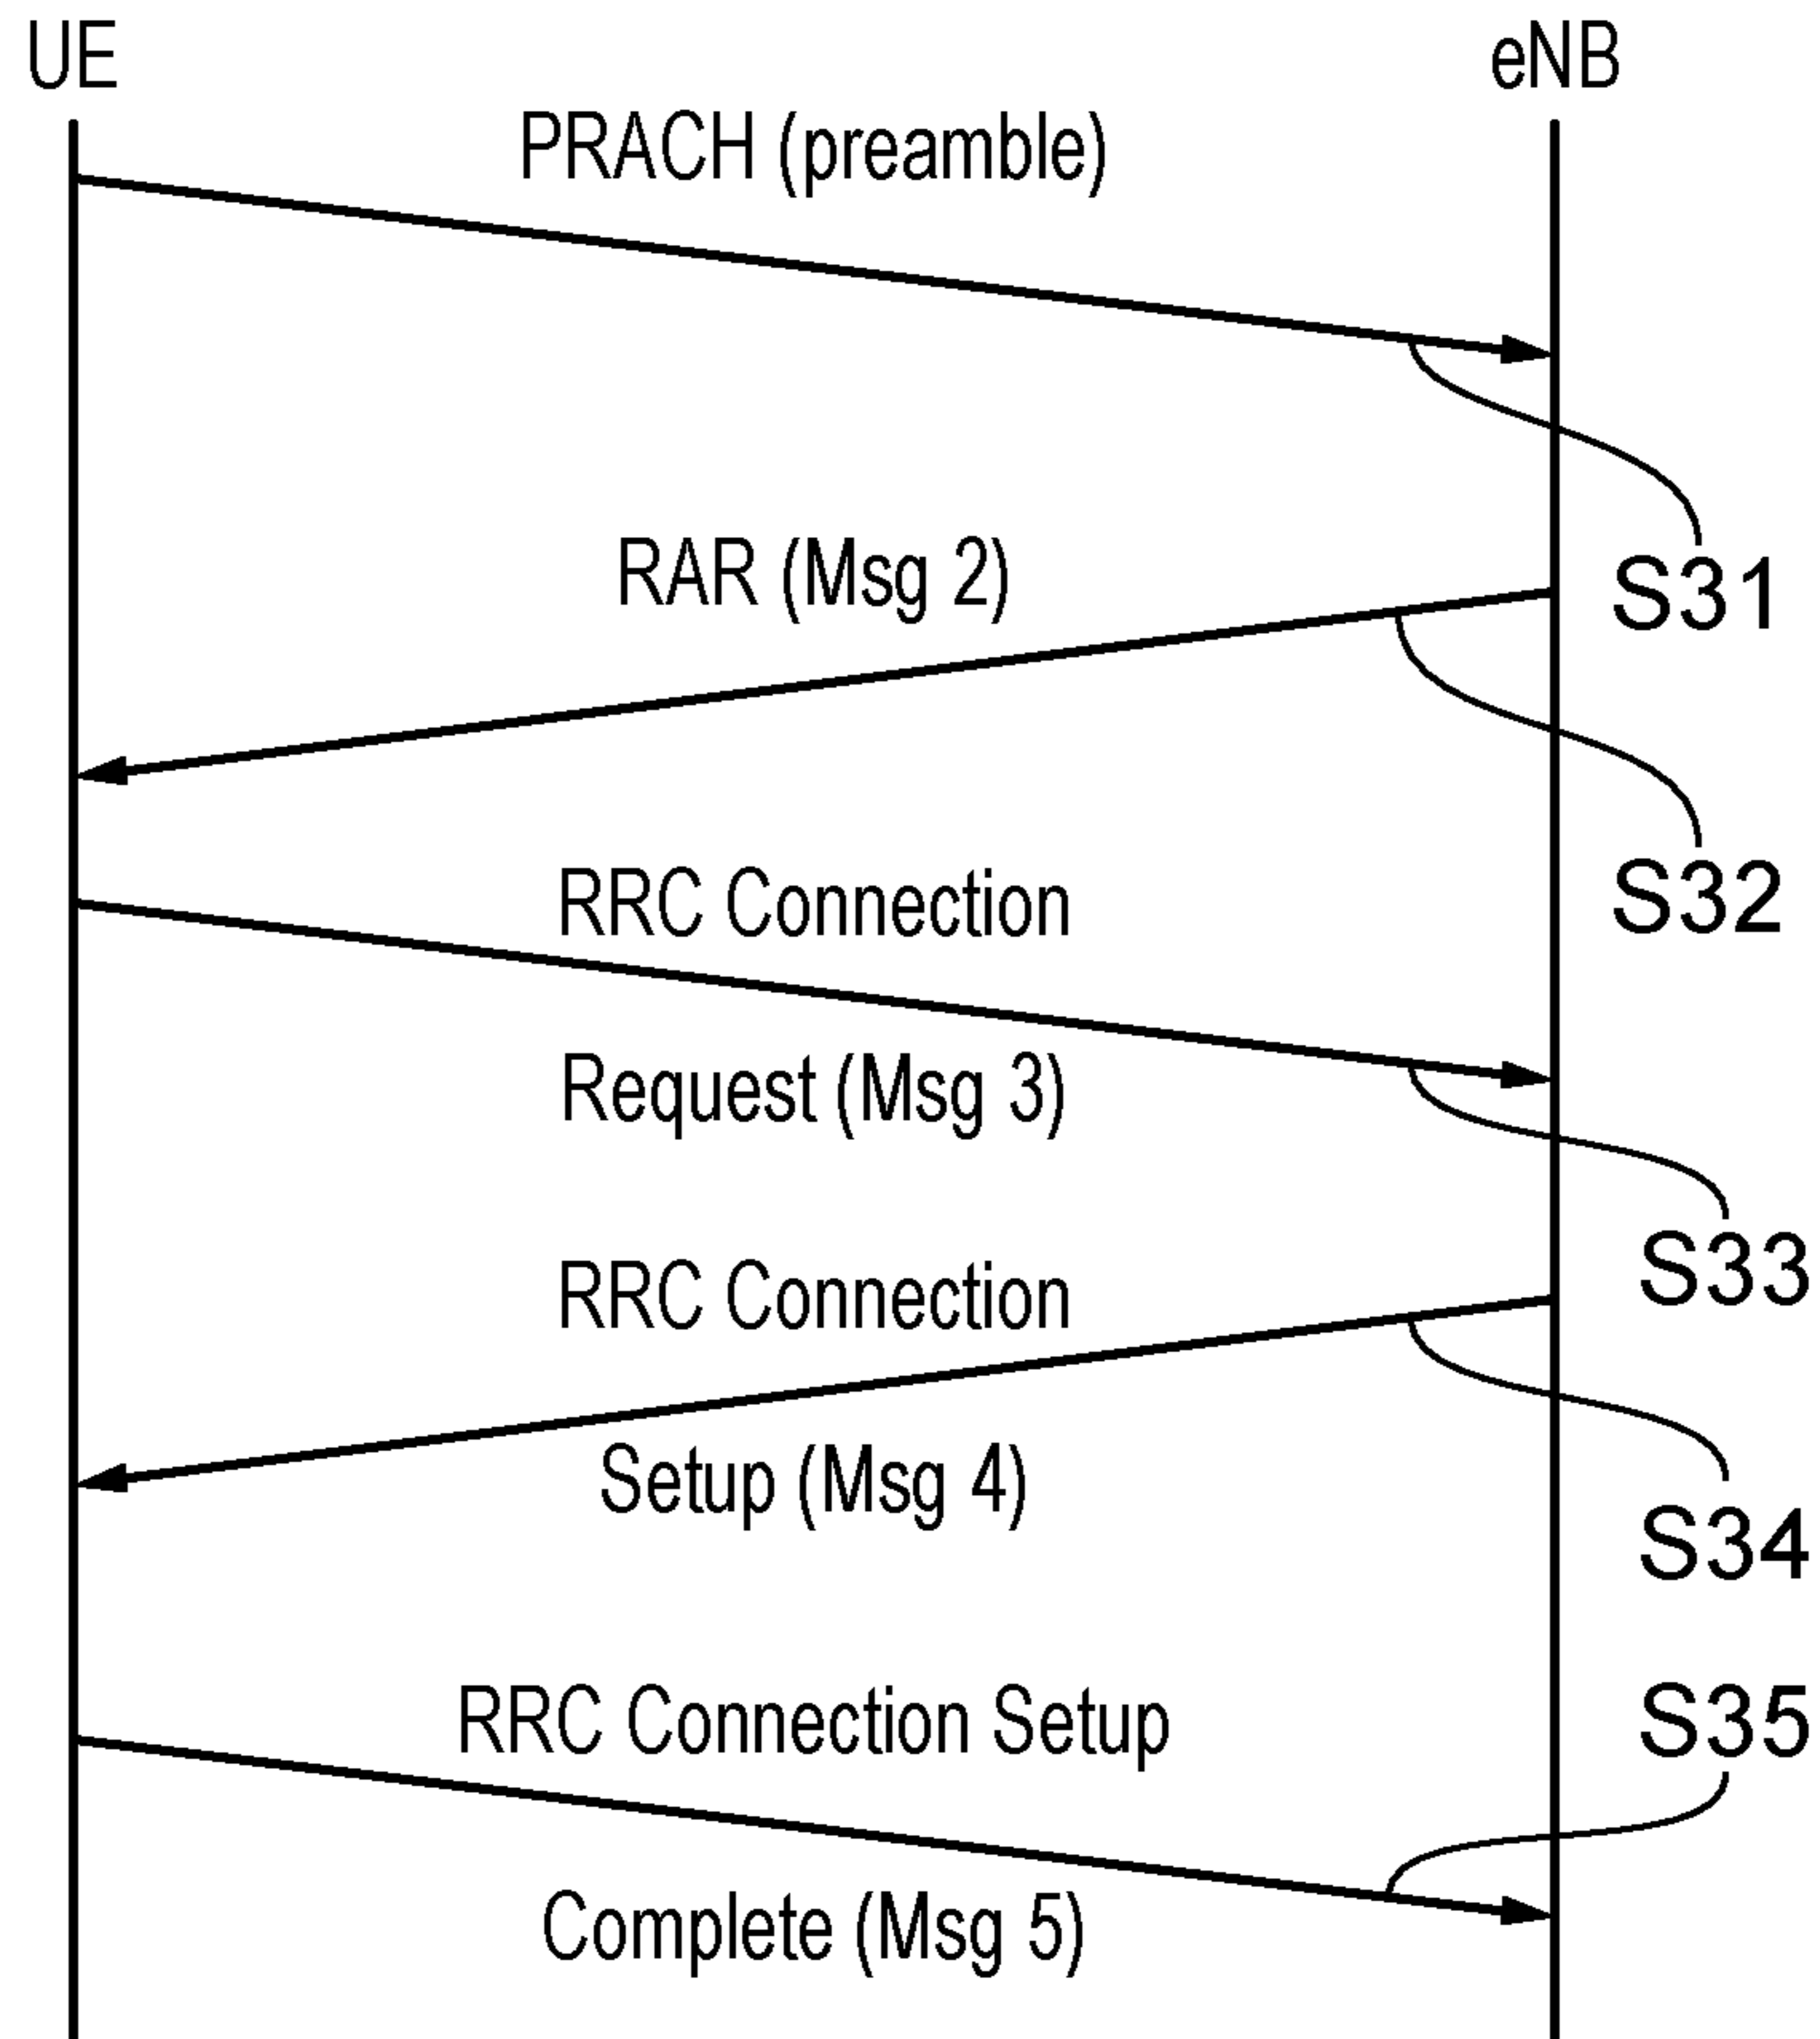 UE
eNB
PRACH (preamble)
S31
RAR (Msg 2)
S32
RRC Connection
Request (Msg 3)
S33
RRC Connection
Setup (Msg 4)
S34
RRC Connection Setup
S35
Complete (Msg 5)